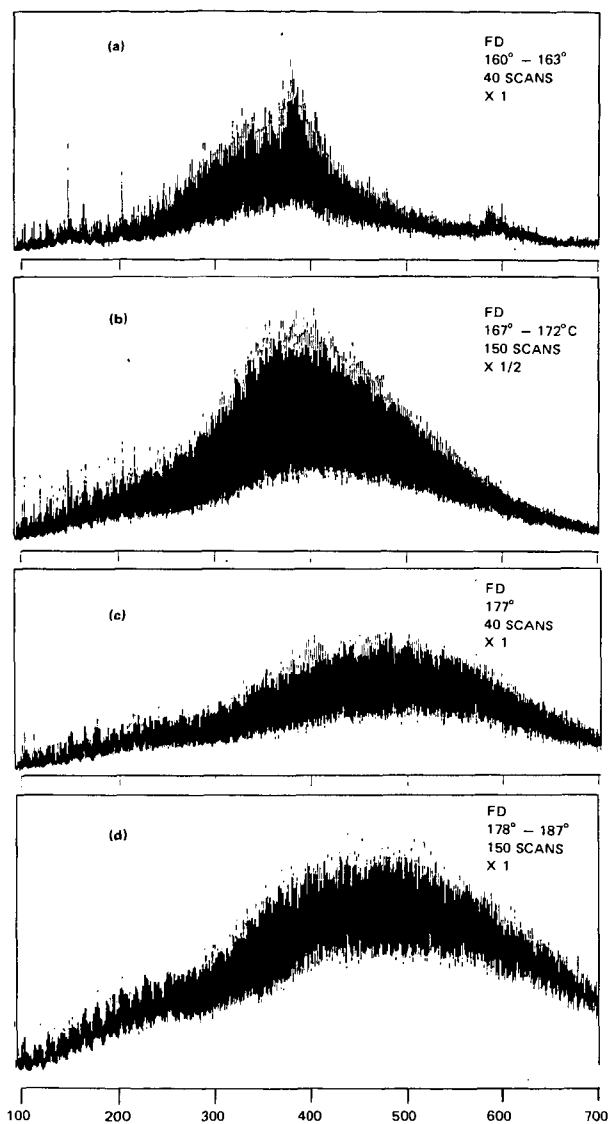 (a)
FD
160° – 163°
40 SCANS
X 1
(b)
FD
167° – 172°C
150 SCANS
X 1/2
(c)
FD
177°
40 SCANS
X 1
(d)
FD
178° – 187°
150 SCANS
X 1
100 200 300 400 500 600 700